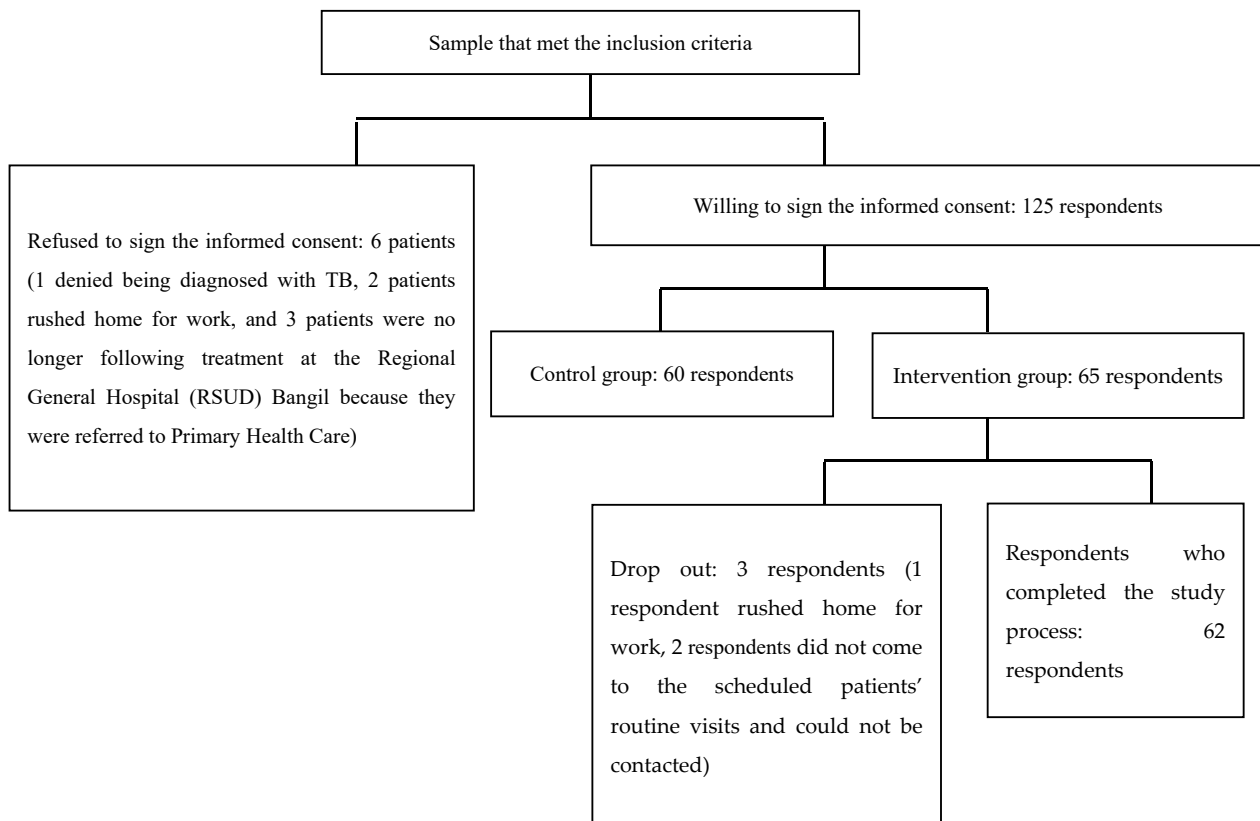 Sample that met the inclusion criteria
Refused to sign the informed consent: 6 patients
(1 denied being diagnosed with TB, 2 patients
rushed home for work, and 3 patients were no
longer following treatment at the Regional
General Hospital (RSUD) Bangil because they
were referred to Primary Health Care)
Willing to sign the informed consent: 125 respondents
Control group: 60 respondents
Intervention group: 65 respondents
Drop out: 3 respondents (1
respondent rushed home for
work, 2 respondents did not come
to the scheduled patients’
routine visits and could not be
contacted)
Respondents who
completed the study
process: 62
respondents